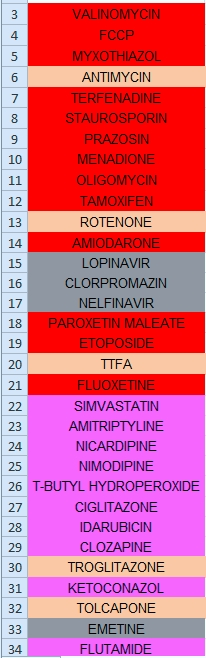 3 VALINOMYCIN
4 FCCP
5 MYXOTHIAZOL
6 ANTIMYCIN
7 TERFENADINE
8 STAUROSPORIN
9 PRAZOSIN
10 MENADIONE
11 OLIGOMYCIN
12 TAMOXIFEN
13 ROTENONE
14 AMIODARONE
15 LOPINAVIR
16 CLORPROMAZIN
17 NELFINAVIR
18 PAROXETIN MALEATE
19 ETOPOSIDE
20 TTFA
21 FLUOXETINE
22 SIMVASTATIN
23 AMITRIPTYLINE
24 NICARDIPINE
25 NIMODIPINE
26 T-BUTYL HYDROPEROXIDE
27 CIGLITAZONE
28 IDARUBICIN
29 CLOZAPINE
30 TROGLITAZONE
31 KETOCONAZOL
32 TOLCAPONE
33 EMETINE
34 FLUTAMIDE